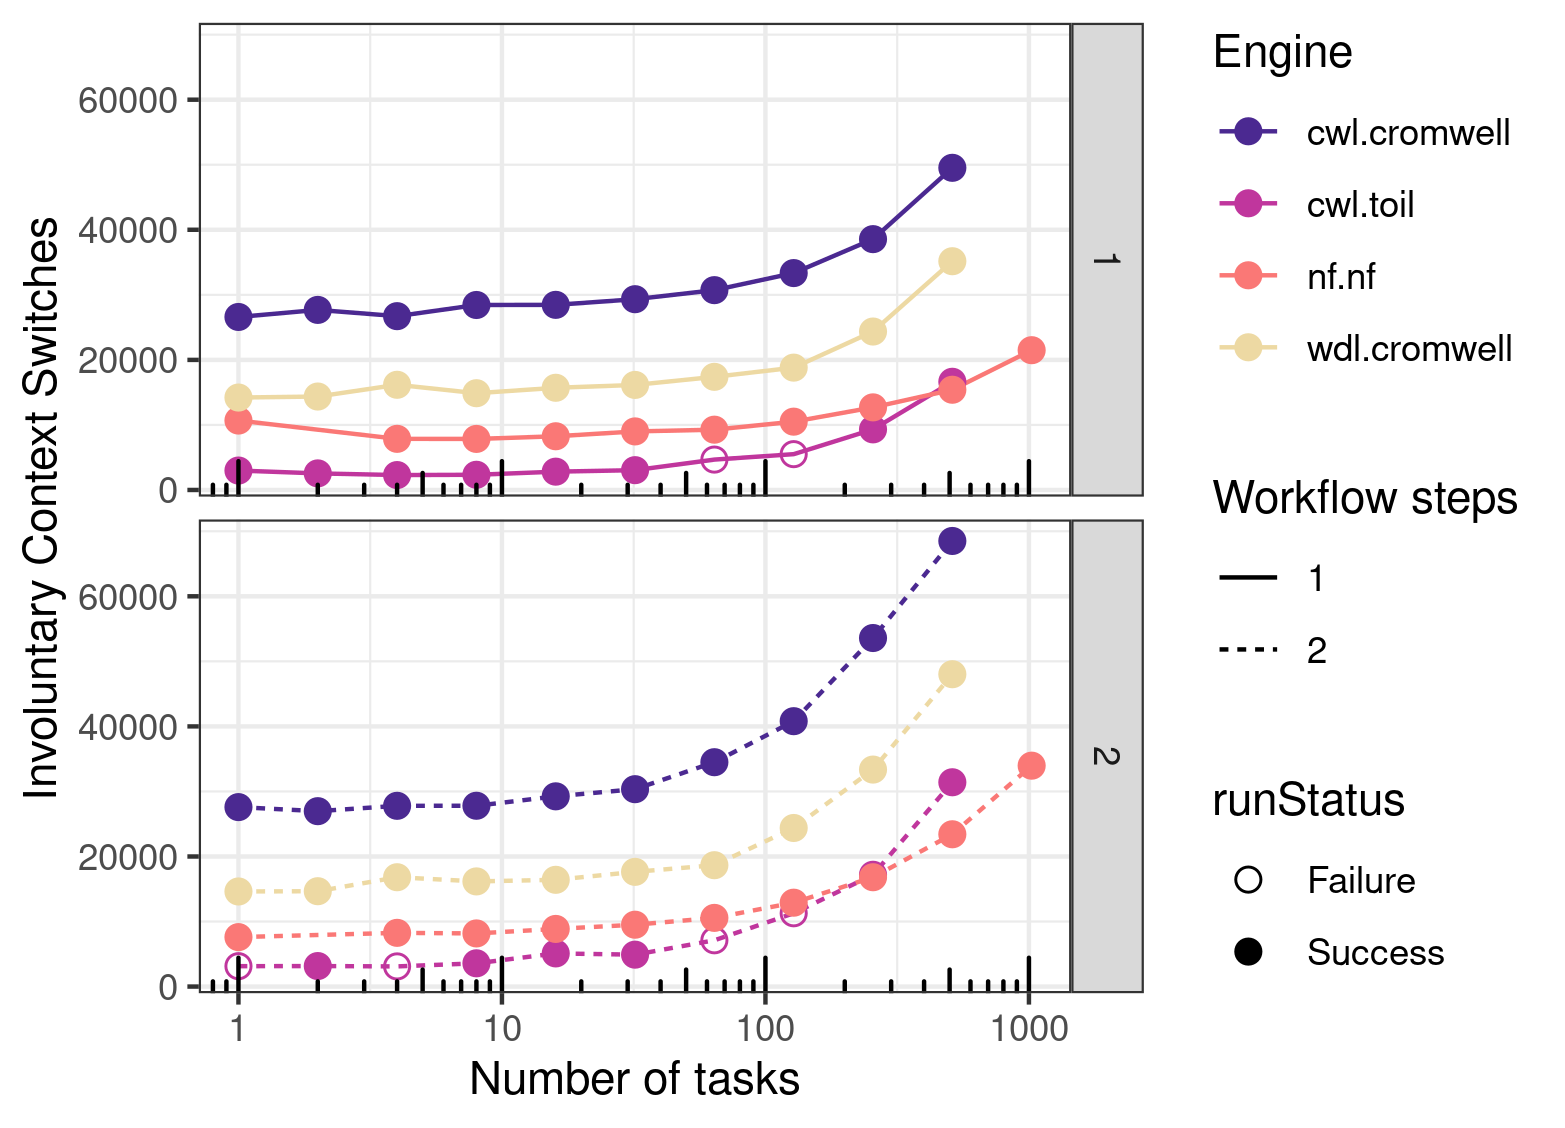 Involuntary Context Switches
60000
40000
20000
0
1
60000
40000
20000
0
2
1
10
100
1000
Number of tasks
Engine
cwl.cromwell
cwl.toil
nf.nf
wdl.cromwell
Workflow steps
1
2
runStatus
Failure
Success